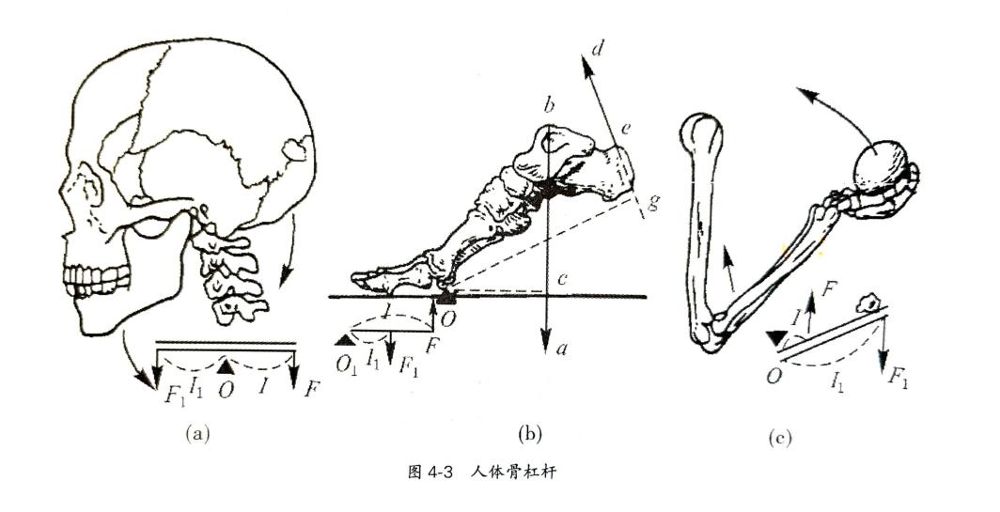 d
b
e
g
c
O
a
l
F
O₁ l₁ F₁
F₁ l₁ O l F
F
l
O l₁ F₁
(a) (b) (c)
图 4-3 人体骨杠杆